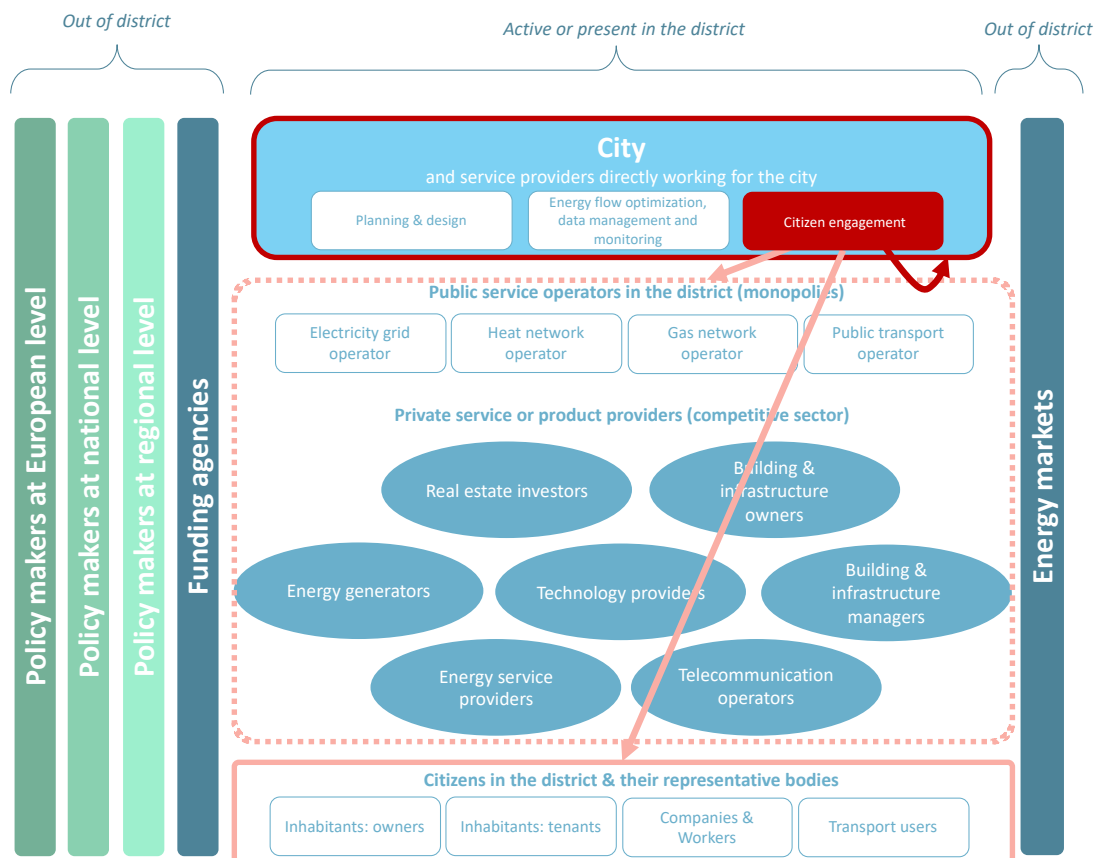 Out of district
Active or present in the district
Out of district
Policy makers at European level
Policy makers at national level
Policy makers at regional level
Funding agencies
City
and service providers directly working for the city
Planning & design
Energy flow optimization,
data management and
monitoring
Citizen engagement
Public service operators in the district (monopolies)
Electricity grid
operator
Heat network
operator
Gas network
operator
Public transport
operator
Private service or product providers (competitive sector)
Real estate investors
Building &
infrastructure
owners
Energy generators
Technology providers
Building &
infrastructure
managers
Energy service
providers
Telecommunication
operators
Citizens in the district & their representative bodies
Inhabitants: owners
Inhabitants: tenants
Companies &
Workers
Transport users
Energy markets